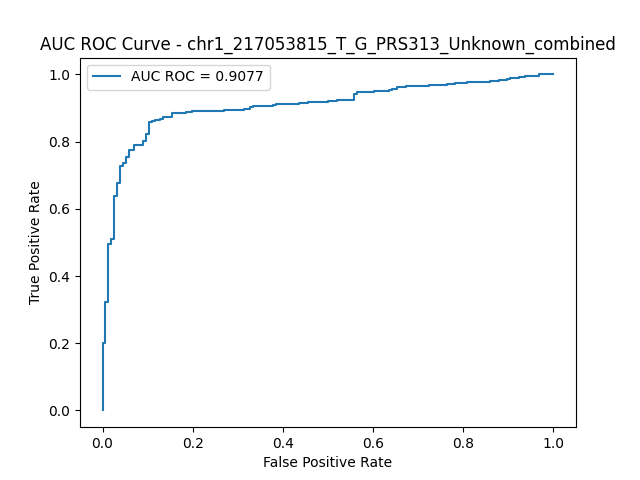 AUC ROC Curve - chr1_217053815_T_G_PRS313_Unknown_combined
AUC ROC = 0.9077
True Positive Rate
1.0
0.8
0.6
0.4
0.2
0.0
0.0 0.2 0.4 0.6 0.8 1.0
False Positive Rate